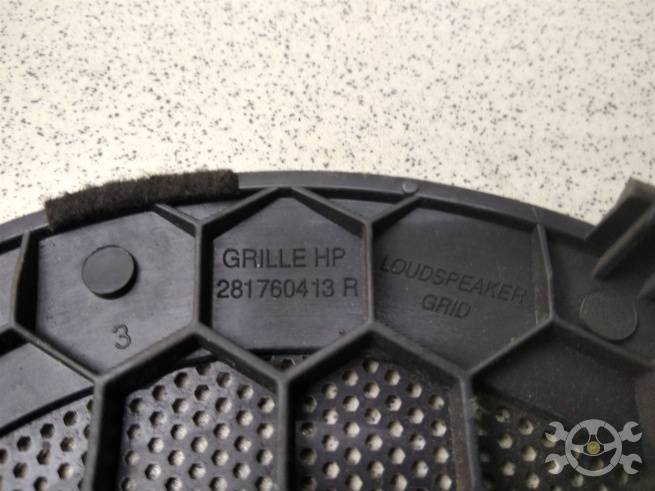 GRILLE HP
281760413 R
LOUDSPEAKER
GRID
3